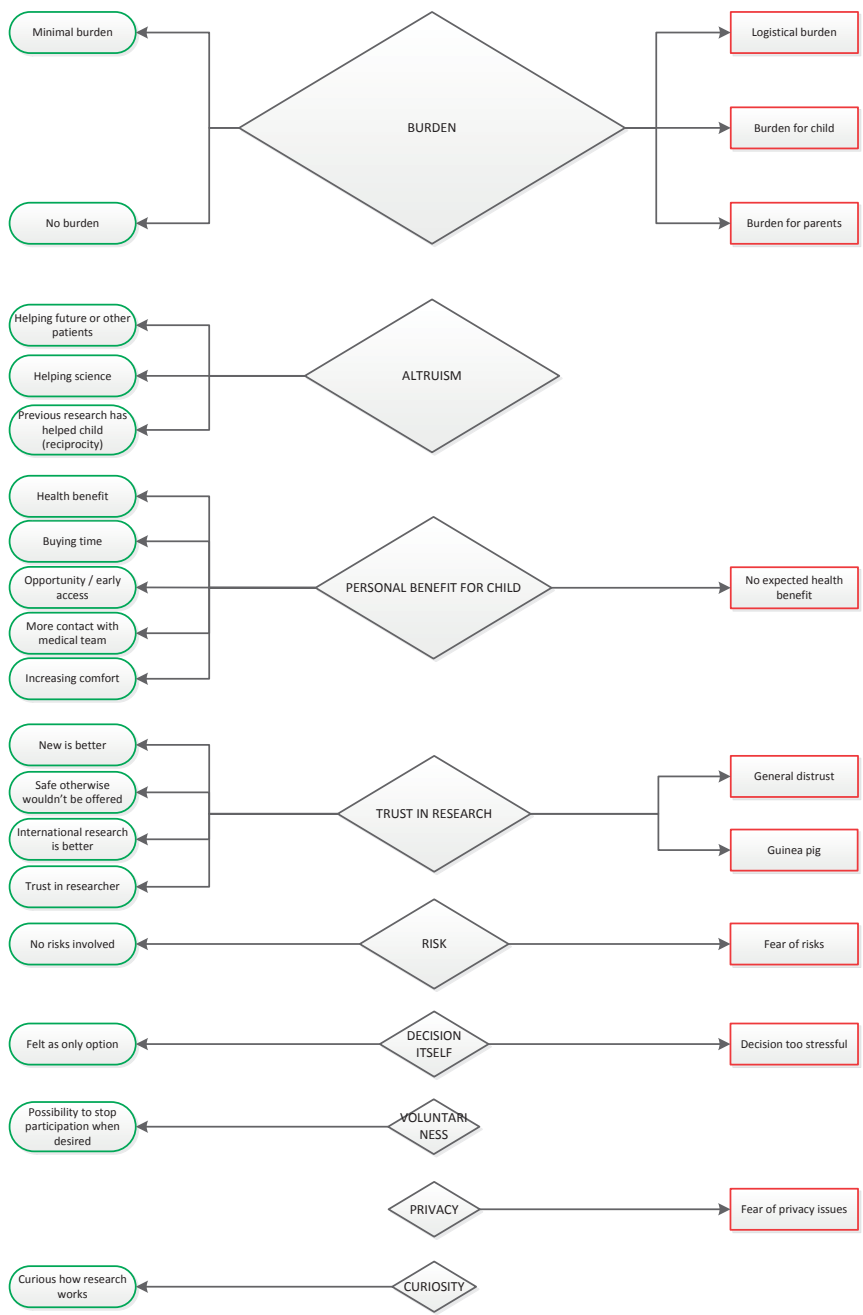 Minimal burden
Logistical burden
BURDEN
Burden for child
No burden
Burden for parents
Helping future or other
patients
Helping science
ALTRUISM
Previous research has
helped child
(reciprocity)
Health benefit
Buying time
Opportunity / early
access
PERSONAL BENEFIT FOR CHILD
No expected health
benefit
More contact with
medical team
Increasing comfort
New is better
Safe otherwise
wouldn't be offered
TRUST IN RESEARCH
General distrust
International research
is better
Guinea pig
Trust in researcher
No risks involved
RISK
Fear of risks
Felt as only option
DECISION
ITSELF
Decision too stressful
Possibility to stop
participation when
desired
VOLUNTARI
NESS
PRIVACY
Fear of privacy issues
Curious how research
works
CURIOSITY